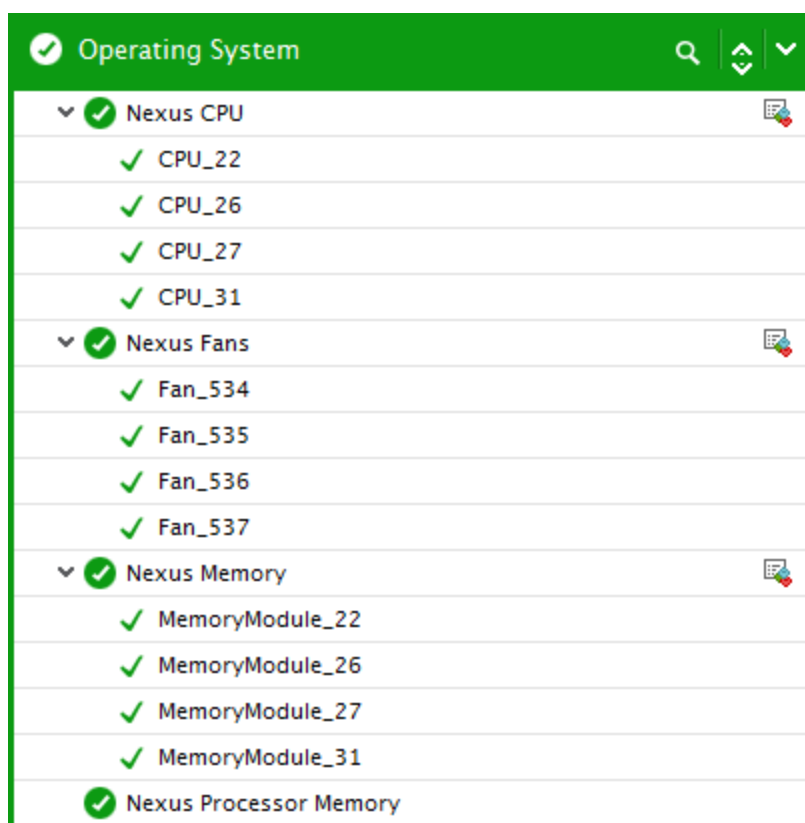 Operating System
Nexus CPU
CPU_22
CPU_26
CPU_27
CPU_31
Nexus Fans
Fan_534
Fan_535
Fan_536
Fan_537
Nexus Memory
MemoryModule_22
MemoryModule_26
MemoryModule_27
MemoryModule_31
Nexus Processor Memory